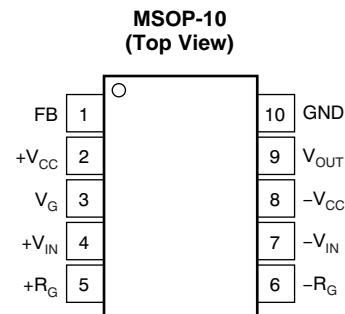 MSOP-10
(Top View)
FB 1 10 GND
+VCC 2 9 VOUT
VG 3 8 −VCC
+VIN 4 7 −VIN
+RG 5 6 −RG